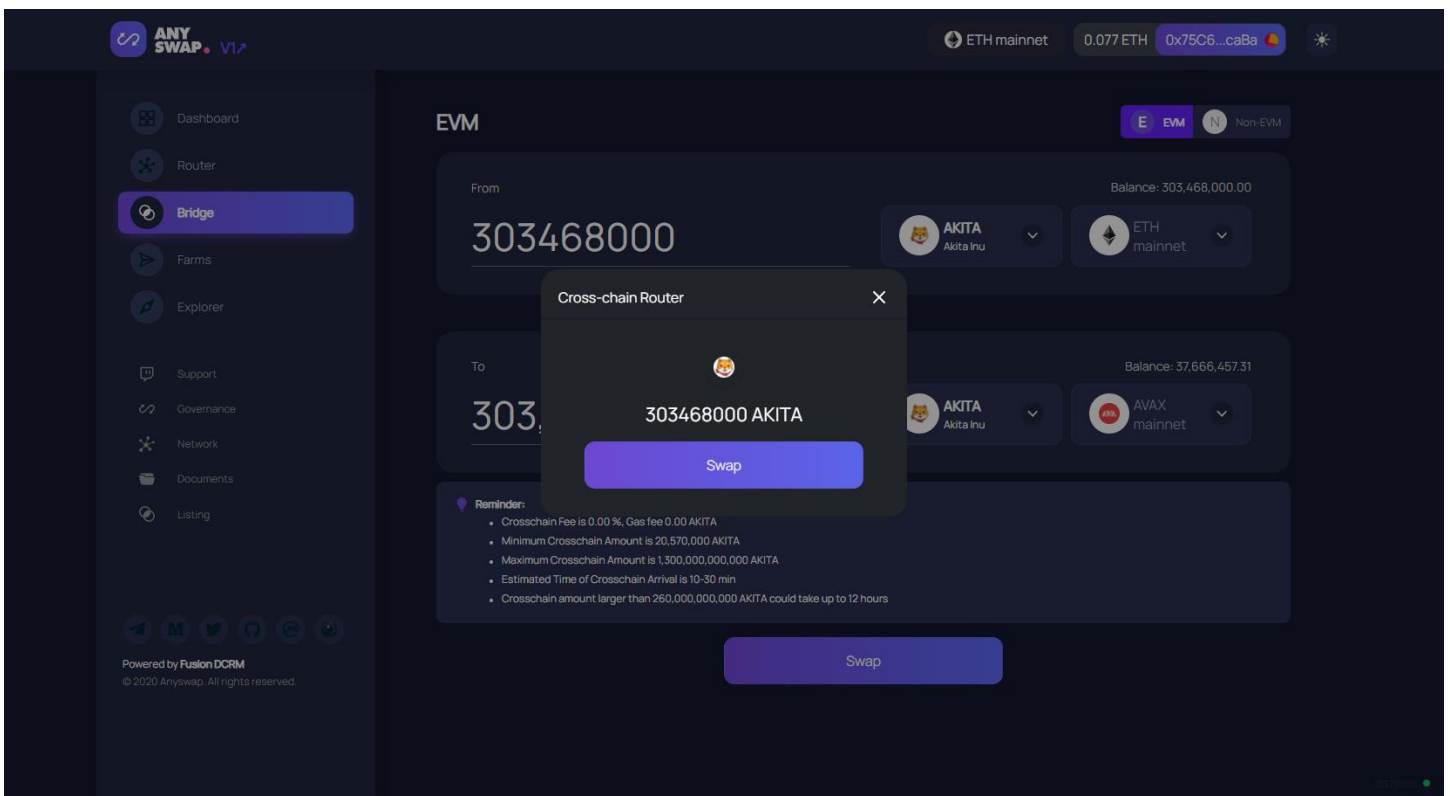 ANY
SWAP. V1↗
ETH mainnet
0.077 ETH
0x75C6...caBa
Dashboard
Router
Bridge
Farms
Explorer
Support
Governance
Network
Documents
Listing
Powered by Fusion DCRM
© 2020 Anyswap. All rights reserved.
EVM
E EVM
N Non-EVM
From
Balance: 303,468,000.00
303468000
AKITA
Akita Inu
ETH
mainnet
Cross-chain Router
303468000 AKITA
Swap
To
Balance: 37,666,457.31
303,
AKITA
Akita Inu
AVAX
mainnet
Reminder:
• Crosschain Fee is 0.00 %, Gas fee 0.00 AKITA
• Minimum Crosschain Amount is 20,570,000 AKITA
• Maximum Crosschain Amount is 1,300,000,000,000 AKITA
• Estimated Time of Crosschain Arrival is 10-30 min
• Crosschain amount larger than 260,000,000,000 AKITA could take up to 12 hours
Swap